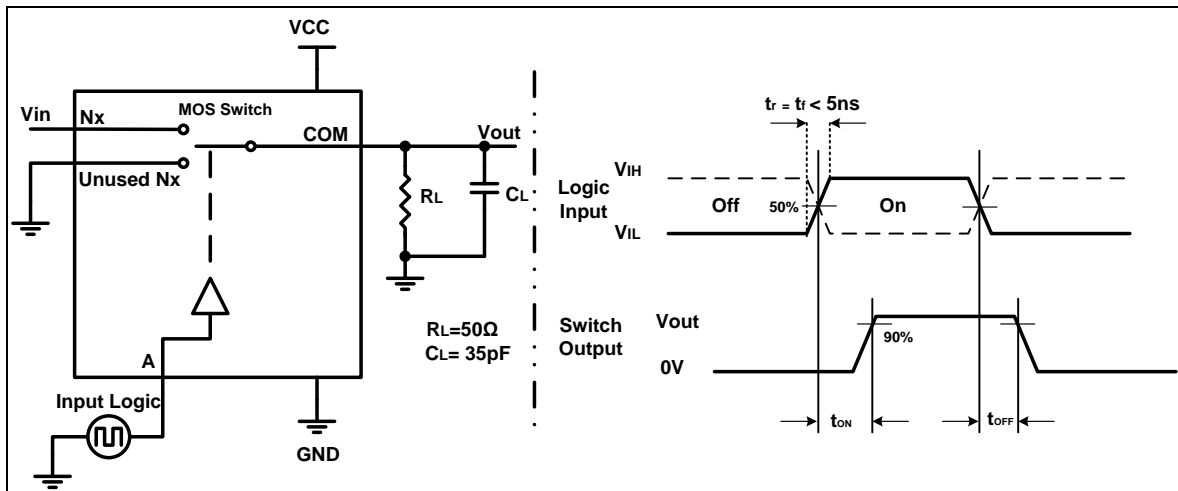 VCC
Vin
Nx
MOS Switch
COM
Vout
Unused Nx
RL
CL
A
RL=50Ω
CL= 35pF
Input Logic
GND
tr = tf < 5ns
VIH
Logic
Input
Off
50%
On
VIL
Switch
Output
Vout
90%
0V
tON
tOFF